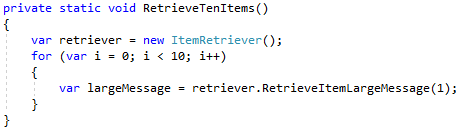 private static void RetrieveTenItems()
{
    var retriever = new ItemRetriever();
    for (var i = 0; i < 10; i++)
    {
        var largeMessage = retriever.RetrieveItemLargeMessage(1);
    }
}